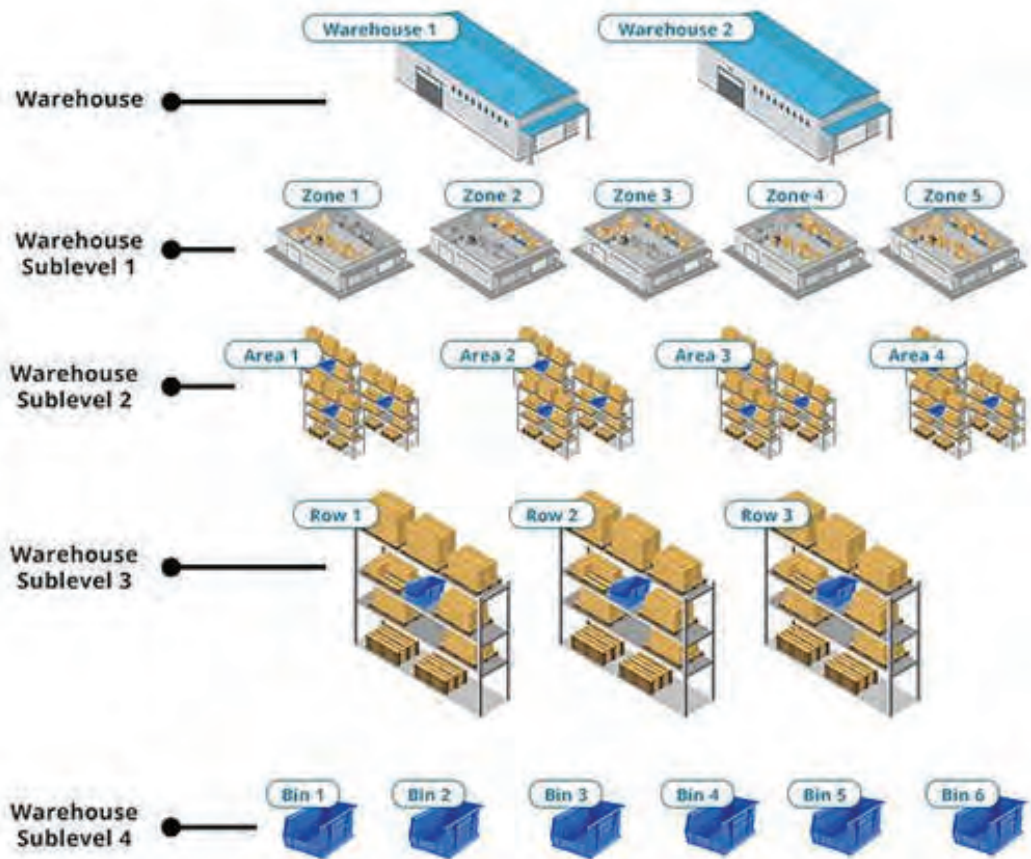 Warehouse 1
Warehouse 2
Warehouse
Zone 1
Zone 2
Zone 3
Zone 4
Zone 5
Warehouse
Sublevel 1
Area 1
Area 2
Area 3
Area 4
Warehouse
Sublevel 2
Row 1
Row 2
Row 3
Warehouse
Sublevel 3
Bin 1
Bin 2
Bin 3
Bin 4
Bin 5
Bin 6
Warehouse
Sublevel 4